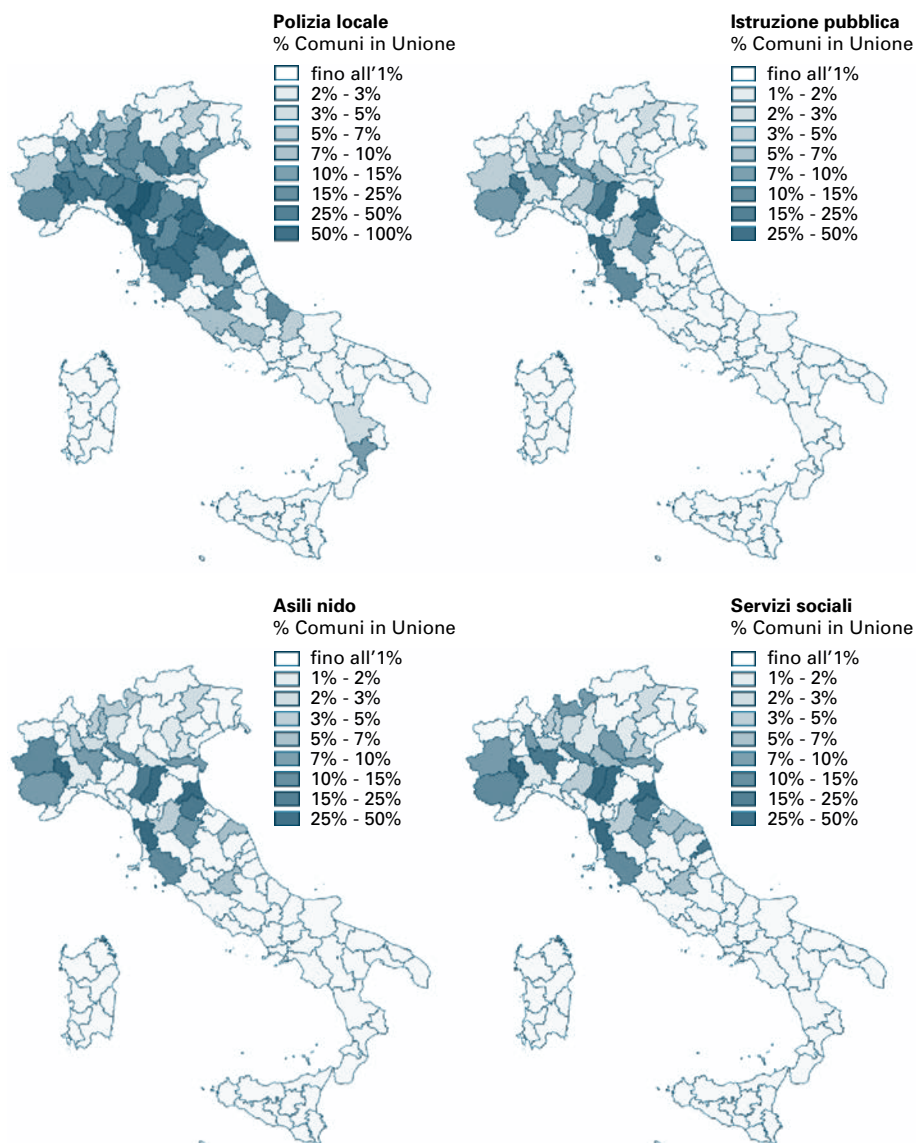 Polizia locale
% Comuni in Unione
fino all'1%
2% - 3%
3% - 5%
5% - 7%
7% - 10%
10% - 15%
15% - 25%
25% - 50%
50% - 100%
Istruzione pubblica
% Comuni in Unione
fino all'1%
1% - 2%
2% - 3%
3% - 5%
5% - 7%
7% - 10%
10% - 15%
15% - 25%
25% - 50%
Asili nido
% Comuni in Unione
fino all'1%
1% - 2%
2% - 3%
3% - 5%
5% - 7%
7% - 10%
10% - 15%
15% - 25%
25% - 50%
Servizi sociali
% Comuni in Unione
fino all'1%
1% - 2%
2% - 3%
3% - 5%
5% - 7%
7% - 10%
10% - 15%
15% - 25%
25% - 50%